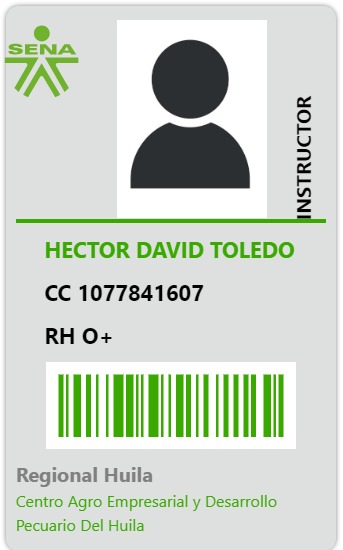 SENA
INSTRUCTOR
HECTOR DAVID TOLEDO
CC 1077841607
RH O+
Regional Huila
Centro Agro Empresarial y Desarrollo
Pecuario Del Huila